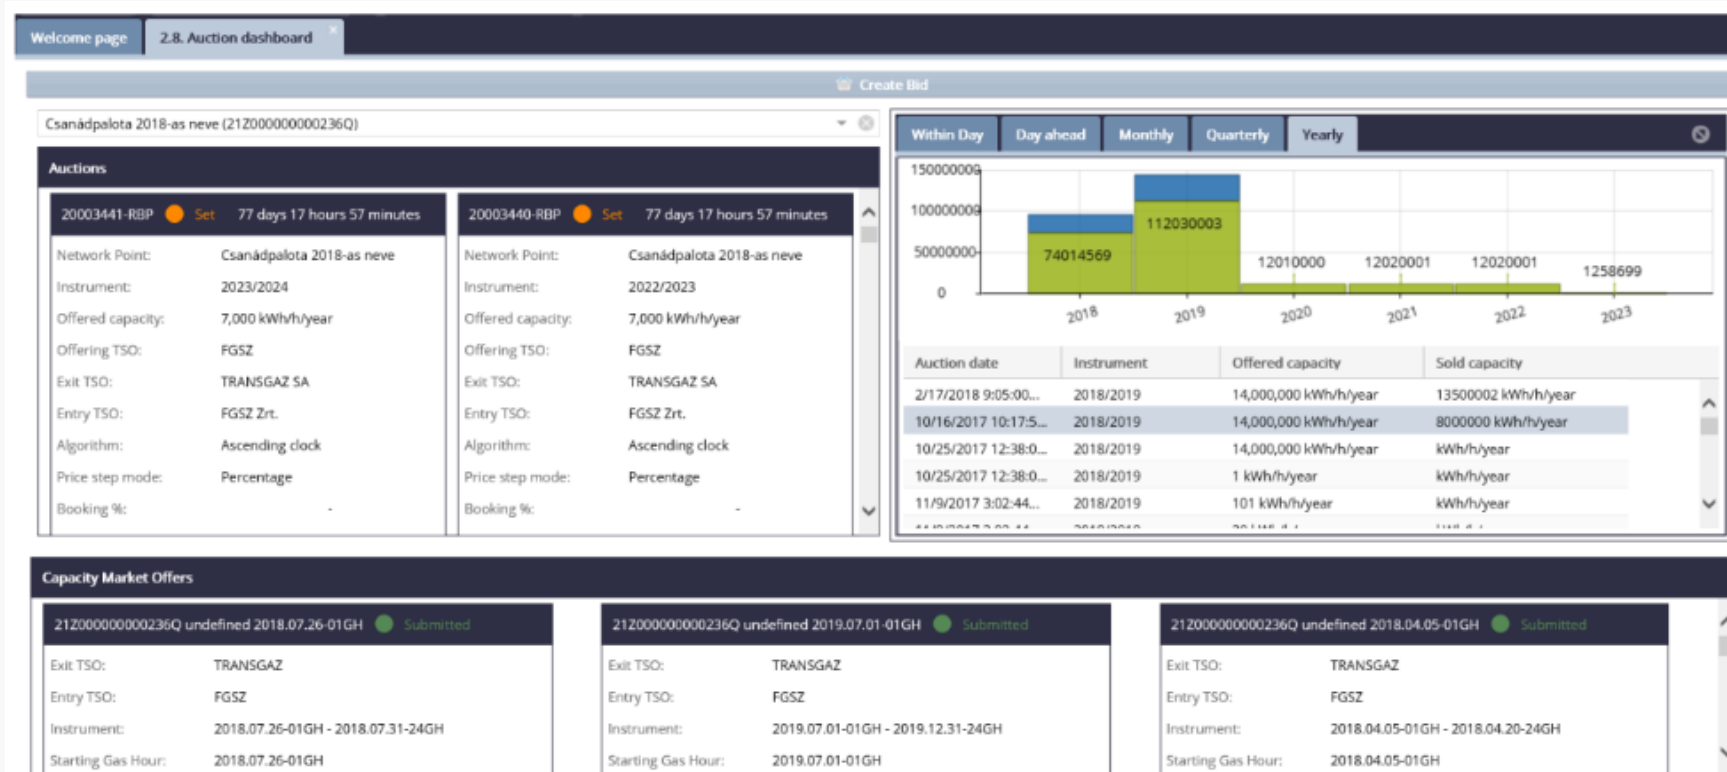 Welcome page 2.8. Auction dashboard
Create Bid
Csanádpalota 2018-as neve (21Z000000000236Q)
Auctions
20003441-RBP Set 77 days 17 hours 57 minutes
Network Point: Csanádpalota 2018-as neve
Instrument: 2023/2024
Offered capacity: 7,000 kWh/h/year
Offering TSO: FGSZ
Exit TSO: TRANSGAZ SA
Entry TSO: FGSZ Zrt.
Algorithm: Ascending clock
Price step mode: Percentage
Booking %: -
20003440-RBP Set 77 days 17 hours 57 minutes
Network Point: Csanádpalota 2018-as neve
Instrument: 2022/2023
Offered capacity: 7,000 kWh/h/year
Offering TSO: FGSZ
Exit TSO: TRANSGAZ SA
Entry TSO: FGSZ Zrt.
Algorithm: Ascending clock
Price step mode: Percentage
Booking %: -
Within Day Day ahead Monthly Quarterly Yearly
150000000
100000000
50000000
0
74014569
112030003
12010000
12020001
12020001
1258699
2018 2019 2020 2021 2022 2023
Auction date Instrument Offered capacity Sold capacity
2/17/2018 9:05:00... 2018/2019 14,000,000 kWh/h/year 13500002 kWh/h/year
10/16/2017 10:17:5... 2018/2019 14,000,000 kWh/h/year 8000000 kWh/h/year
10/25/2017 12:38:0... 2018/2019 14,000,000 kWh/h/year kWh/h/year
10/25/2017 12:38:0... 2018/2019 1 kWh/h/year kWh/h/year
11/9/2017 3:02:44... 2018/2019 101 kWh/h/year kWh/h/year
Capacity Market Offers
21Z000000000236Q undefined 2018.07.26-01GH Submitted
Exit TSO: TRANSGAZ
Entry TSO: FGSZ
Instrument: 2018.07.26-01GH - 2018.07.31-24GH
Starting Gas Hour: 2018.07.26-01GH
21Z000000000236Q undefined 2019.07.01-01GH Submitted
Exit TSO: TRANSGAZ
Entry TSO: FGSZ
Instrument: 2019.07.01-01GH - 2019.12.31-24GH
Starting Gas Hour: 2019.07.01-01GH
21Z000000000236Q undefined 2018.04.05-01GH Submitted
Exit TSO: TRANSGAZ
Entry TSO: FGSZ
Instrument: 2018.04.05-01GH - 2018.04.20-24GH
Starting Gas Hour: 2018.04.05-01GH